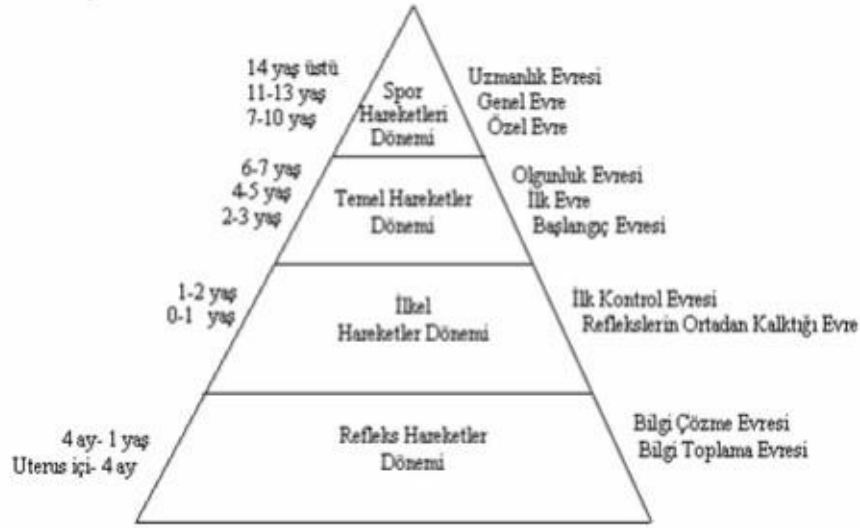 14 yaş üstü
11-13 yaş
7-10 yaş
Spor
Hareketleri
Dönemi
Uzmanlık Evresi
Genel Evre
Özel Evre
6-7 yaş
4-5 yaş
2-3 yaş
Temel Hareketler
Dönemi
Olgunluk Evresi
İlk Evre
Başlangıç Evresi
1-2 yaş
0-1 yaş
İlkel
Hareketler Dönemi
İlk Kontrol Evresi
Reflekslerin Ortadan Kalktığı Evre
4 ay- 1 yaş
Uterus içi- 4 ay
Refleks Hareketler
Dönemi
Bilgi Çözme Evresi
Bilgi Toplama Evresi